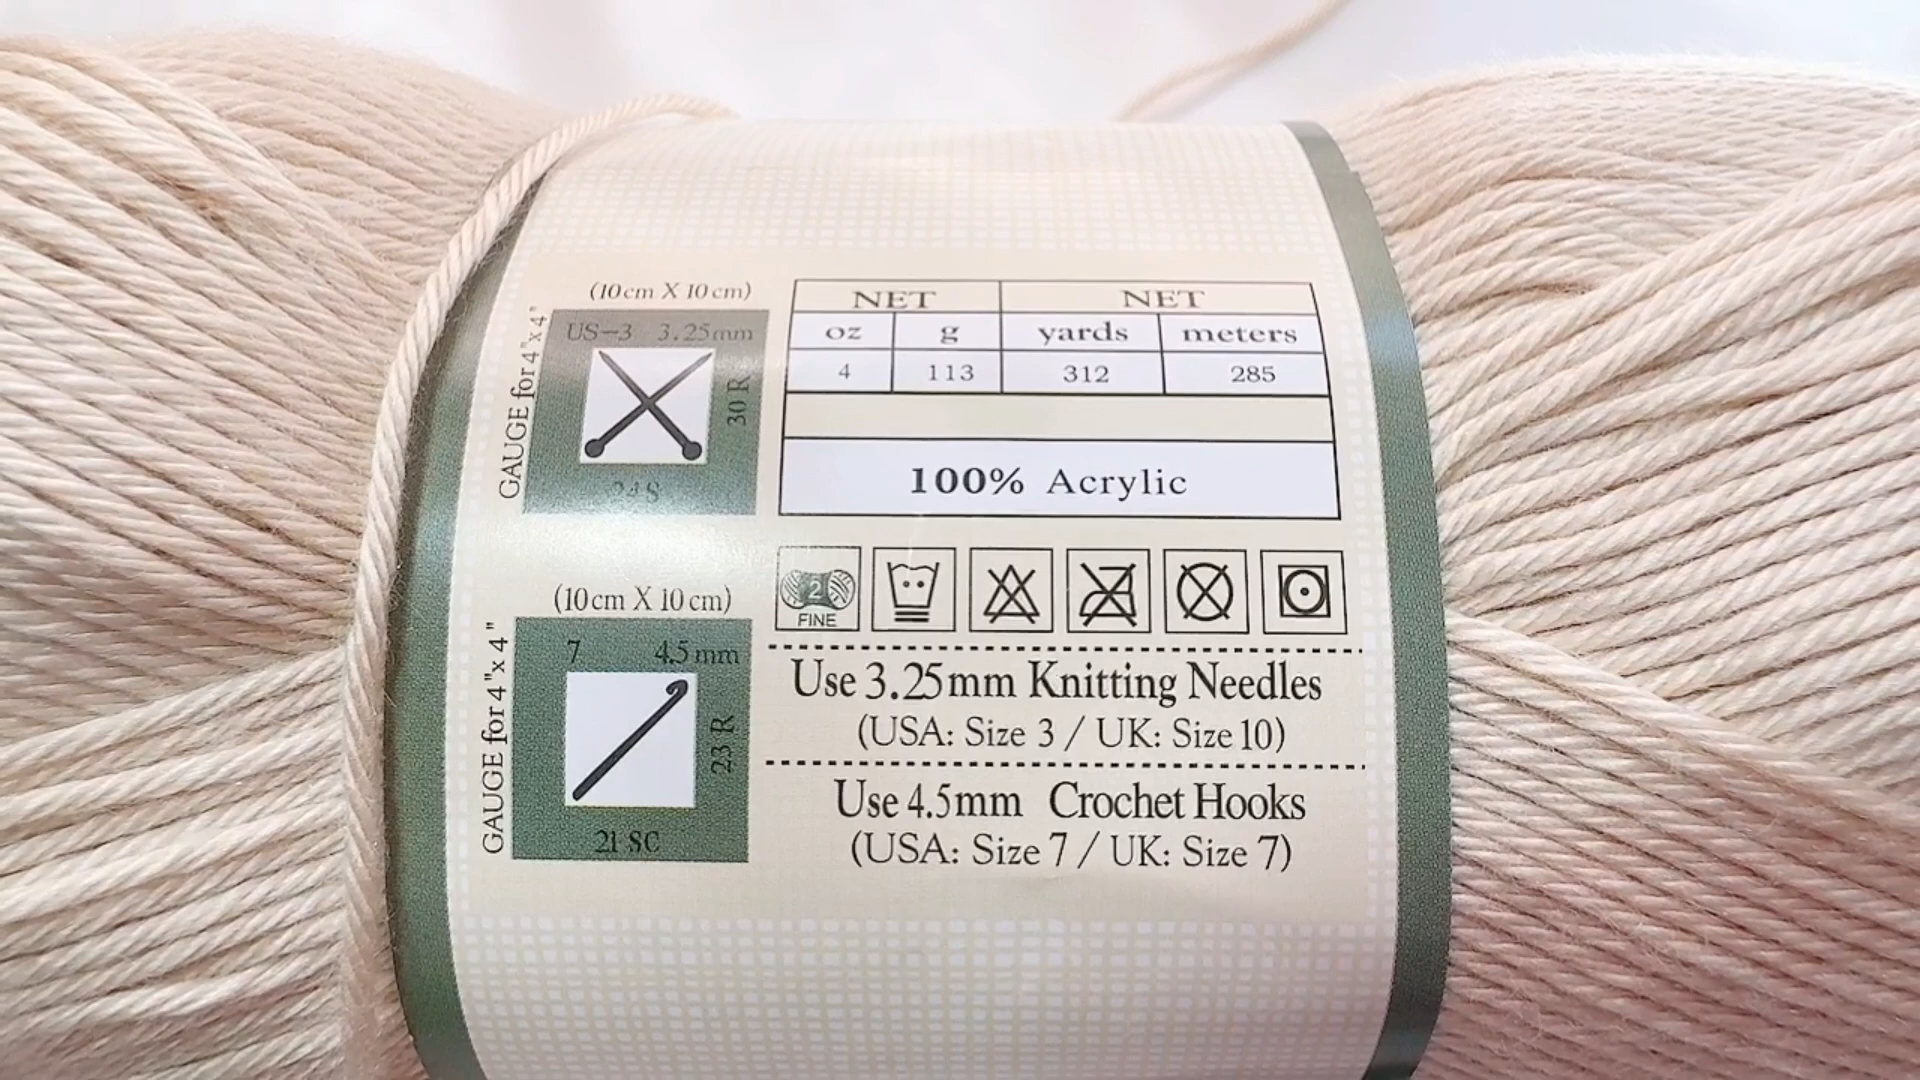 (10cm X 10cm)
GAUGE for 4"x 4"
US-3 3.25mm
30 R
24 S
NET NET
oz g yards meters
4 113 312 285
100% Acrylic
2
FINE
(10cm X 10cm)
GAUGE for 4"x 4"
7 4.5mm
23 R
21 SC
Use 3.25mm Knitting Needles
(USA: Size 3 / UK: Size 10)
Use 4.5mm Crochet Hooks
(USA: Size 7 / UK: Size 7)